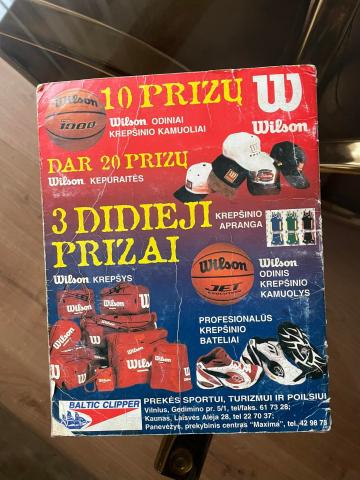 10 PRIZŲ
Wilson
1000
Wilson ODINIAI
KREPŠINIO KAMUOLIAI
W
Wilson
DAR 20 PRIZŲ
Wilson KEPURAITĖS
3 DIDIEJI
PRIZAI
KREPŠINIO
APRANGA
Wilson KREPŠYS
Wilson
JET
Wilson
ODINIS
KREPŠINIO
KAMUOLYS
Wilson
Wilson
PROFESIONALŪS
KREPŠINIO
BATELIAI
BALTIC CLIPPER
PREKĖS SPORTUI, TURIZMUI IR POILSIUI
Vilnius, Gedimino pr. 5/1, tel/faks. 61 73 28;
Kaunas, Laisvės Alėja 28, tel 22 70 37;
Panevėžys, prekybinis centras "Maxima", tel. 42 98 73